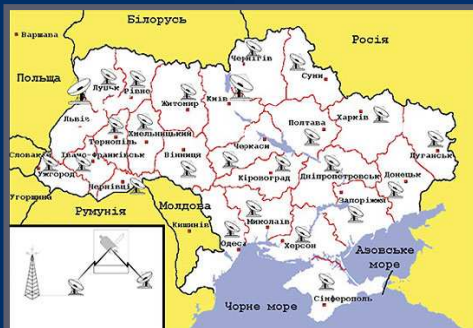 Білорусь
Варшава
Росія
Польща
Чернігів
Суми
Луцьк
Рівне
Житомир
Київ
Львів
Харків
Полтава
Тернопіль
Хмельницький
Черкаси
Луганськ
Словаччина
Івано-франківськ
Вінниця
Ужгород
Кіровоград
Дніпропетровськ
Донецьк
Чернівці
Угорщина
Запоріжжя
Румунія
Молдова
Миколаїв
Кишинів
Одеса
Херсон
Азовське
море
Чорне море
Сімферополь